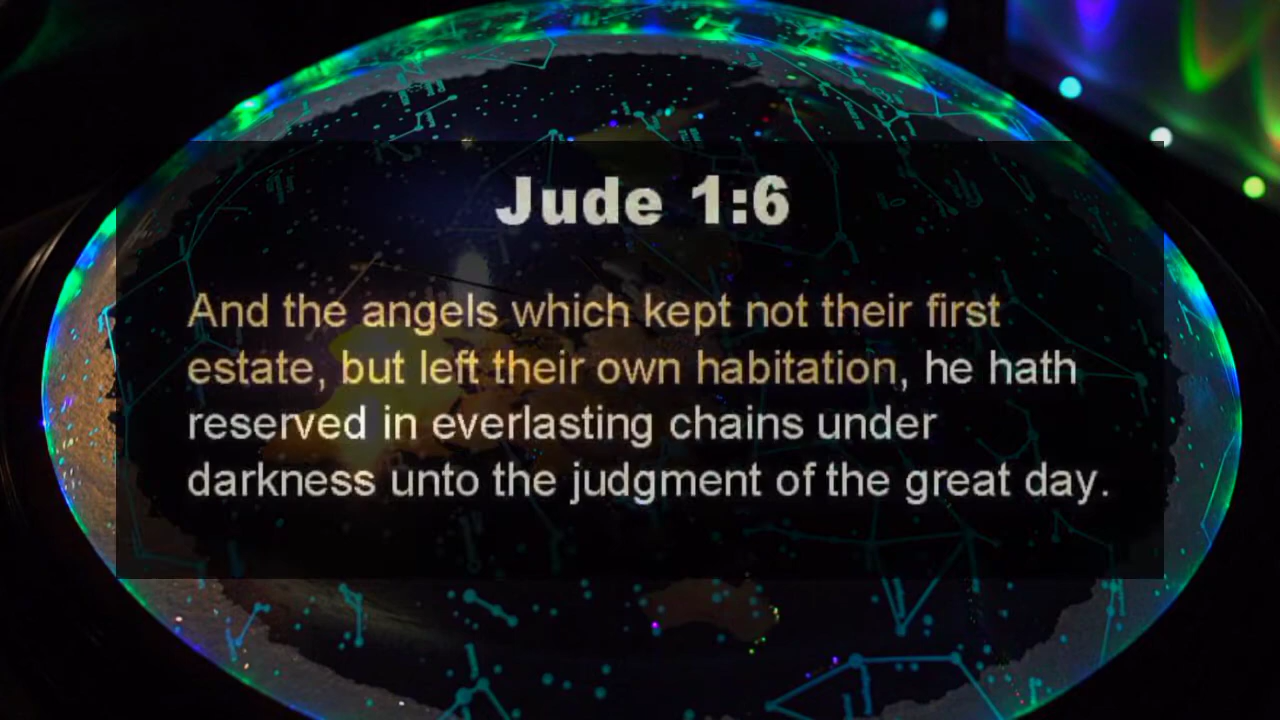 Jude 1:6
And the angels which kept not their first
estate, but left their own habitation, he hath
reserved in everlasting chains under
darkness unto the judgment of the great day.